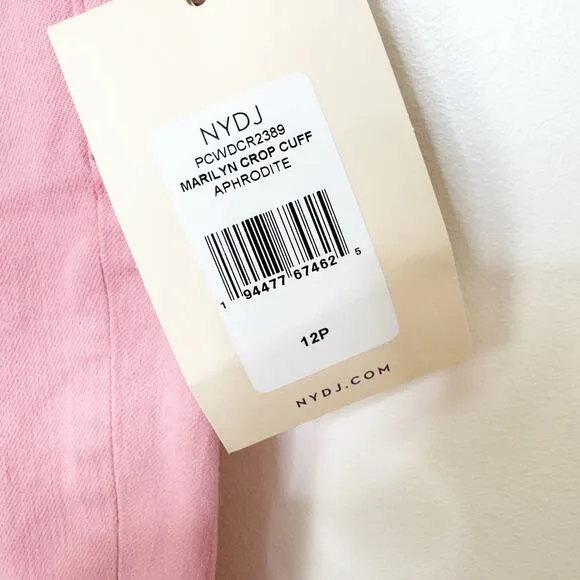 NYDJ
PCWDCR2389
MARILYN CROP CUFF
APHRODITE
1 94477 67462 5
12P
NYDJ.COM